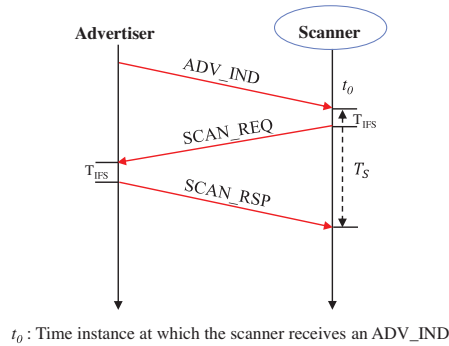 Advertiser
Scanner
ADV_IND
t0
TIFS
SCAN_REQ
TIFS
TS
SCAN_RSP
t0 : Time instance at which the scanner receives an ADV_IND